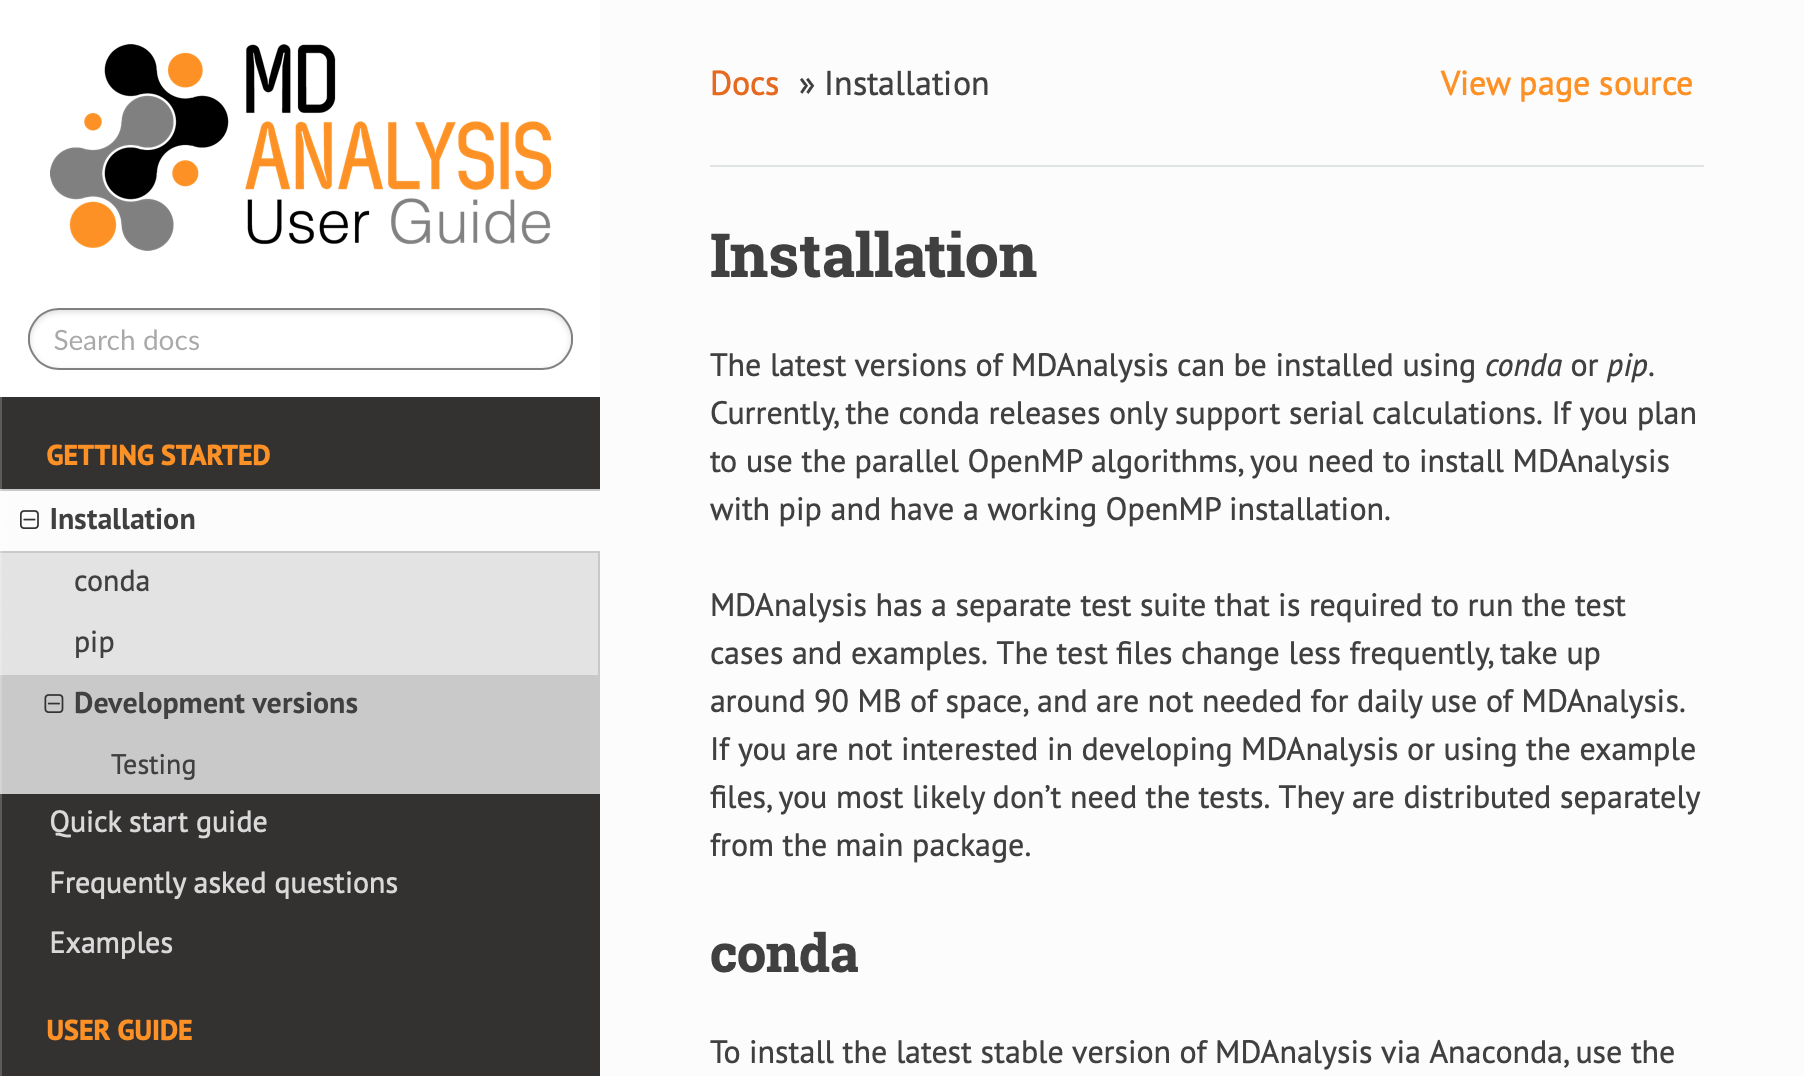 MD
ANALYSIS
User Guide
Search docs
GETTING STARTED
Installation
conda
pip
Development versions
Testing
Quick start guide
Frequently asked questions
Examples
USER GUIDE
Docs » Installation
View page source
Installation
The latest versions of MDAnalysis can be installed using conda or pip.
Currently, the conda releases only support serial calculations. If you plan
to use the parallel OpenMP algorithms, you need to install MDAnalysis
with pip and have a working OpenMP installation.
MDAnalysis has a separate test suite that is required to run the test
cases and examples. The test files change less frequently, take up
around 90 MB of space, and are not needed for daily use of MDAnalysis.
If you are not interested in developing MDAnalysis or using the example
files, you most likely don’t need the tests. They are distributed separately
from the main package.
conda
To install the latest stable version of MDAnalysis via Anaconda, use the